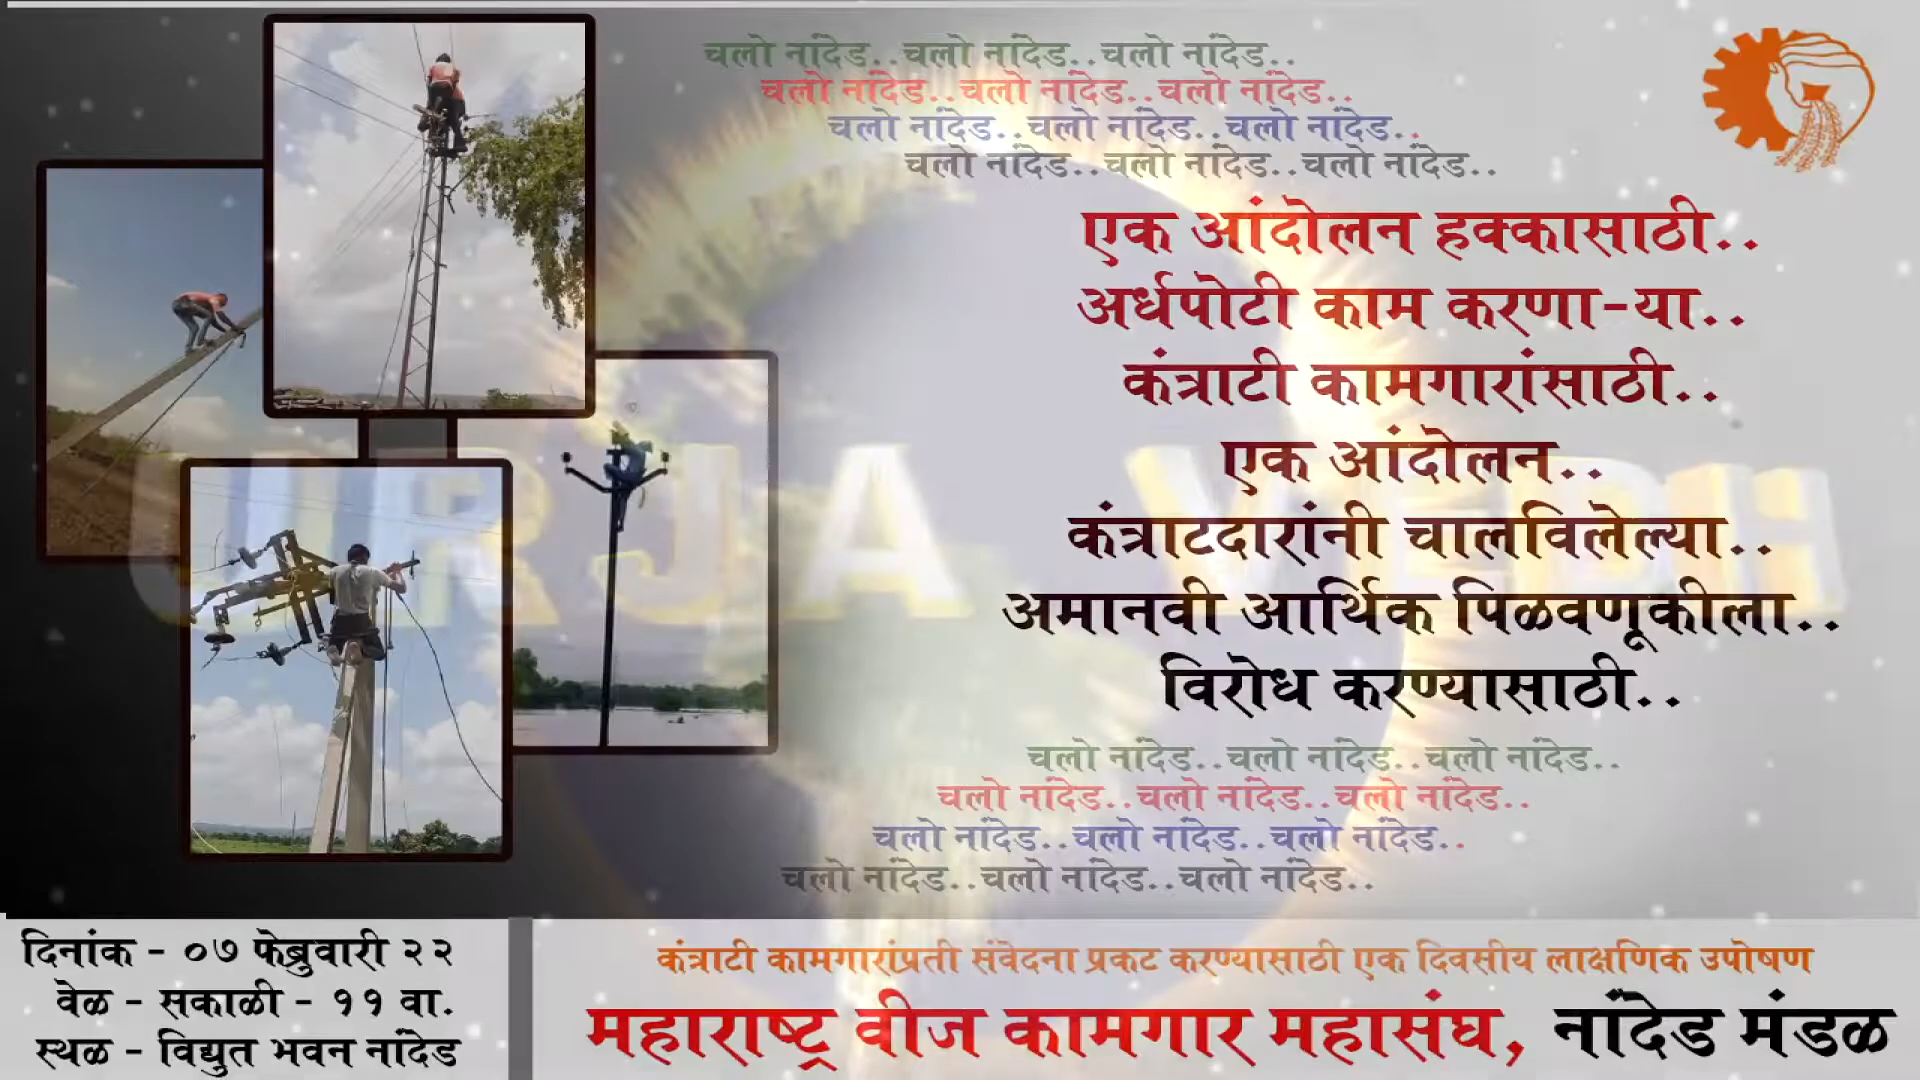 चलो नांदेड..चलो नांदेड..चलो नांदेड..
चलो नांदेड..चलो नांदेड..चलो नांदेड..
चलो नांदेड..चलो नांदेड..चलो नांदेड..
चलो नांदेड..चलो नांदेड..चलो नांदेड..
एक आंदोलन हक्कासाठी..
अर्धपोटी काम करणा-या..
कंत्राटी कामगारांसाठी..
एक आंदोलन..
कंत्राटदारांनी चालविलेल्या..
अमानवी आर्थिक पिळवणूकीला..
विरोध करण्यासाठी..
URJA VEDH
चलो नांदेड..चलो नांदेड..चलो नांदेड..
चलो नांदेड..चलो नांदेड..चलो नांदेड..
चलो नांदेड..चलो नांदेड..चलो नांदेड..
चलो नांदेड..चलो नांदेड..चलो नांदेड..
दिनांक - ०७ फेब्रुवारी २२
वेळ - सकाळी - ११ वा.
स्थळ - विद्युत भवन नांदेड
कंत्राटी कामगारांप्रती संवेदना प्रकट करण्यासाठी एक दिवसीय लाक्षणिक उपोषण
महाराष्ट्र वीज कामगार महासंघ, नांदेड मंडळ